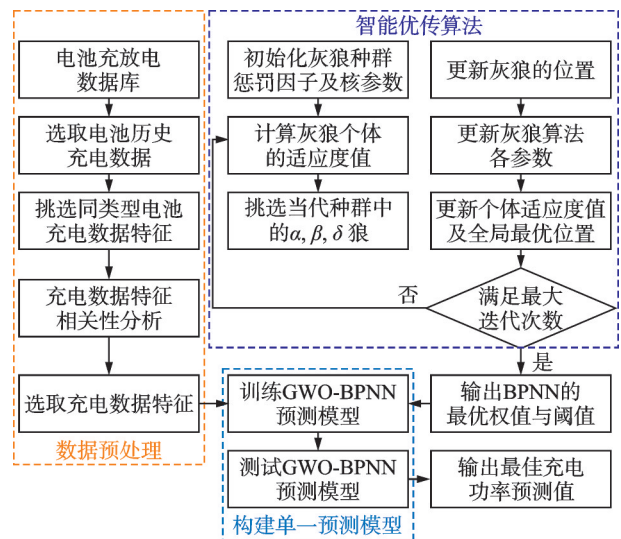 智能优传算法
电池充放电
数据库
选取电池历史
充电数据
挑选同类型电池
充电数据特征
充电数据特征
相关性分析
选取充电数据特征
数据预处理
初始化灰狼种群
惩罚因子及核参数
计算灰狼个体
的适应度值
挑选当代种群中
的α, β, δ 狼
更新灰狼的位置
更新灰狼算法
各参数
更新个体适应度值
及全局最优位置
满足最大
迭代次数
否
是
训练GWO-BPNN
预测模型
输出BPNN的
最优权值与阈值
测试GWO-BPNN
预测模型
输出最佳充电
功率预测值
构建单一预测模型